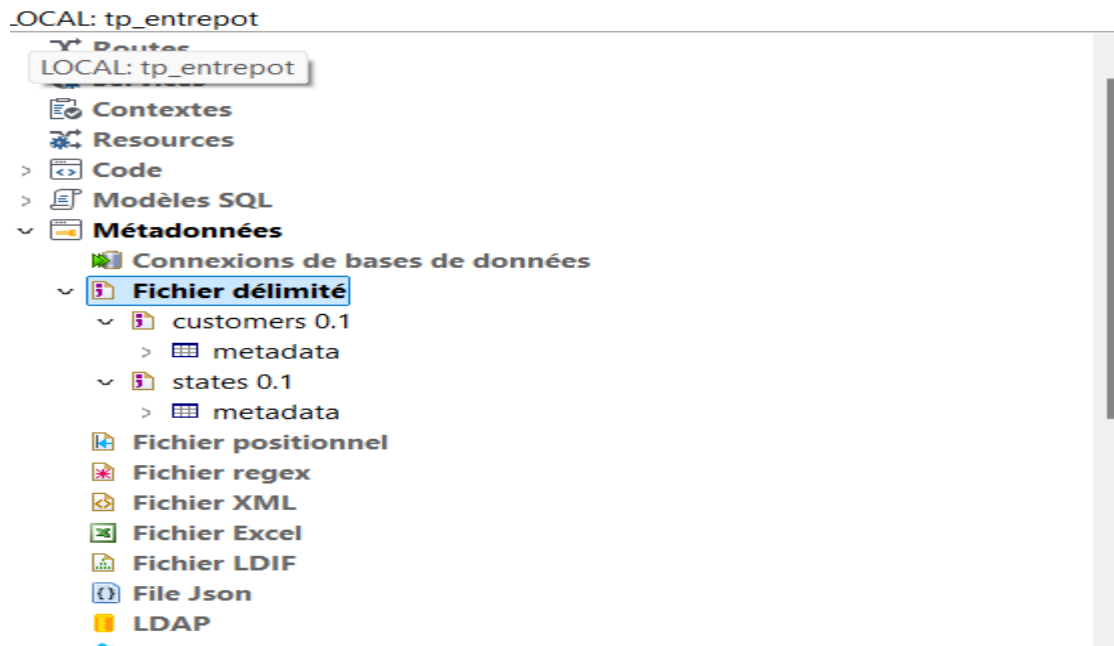 LOCAL: tp_entrepot
Routes
LOCAL: tp_entrepot
Contextes
Resources
Code
Modèles SQL
Métadonnées
Connexions de bases de données
Fichier délimité
customers 0.1
metadata
states 0.1
metadata
Fichier positionnel
Fichier regex
Fichier XML
Fichier Excel
Fichier LDIF
File Json
LDAP